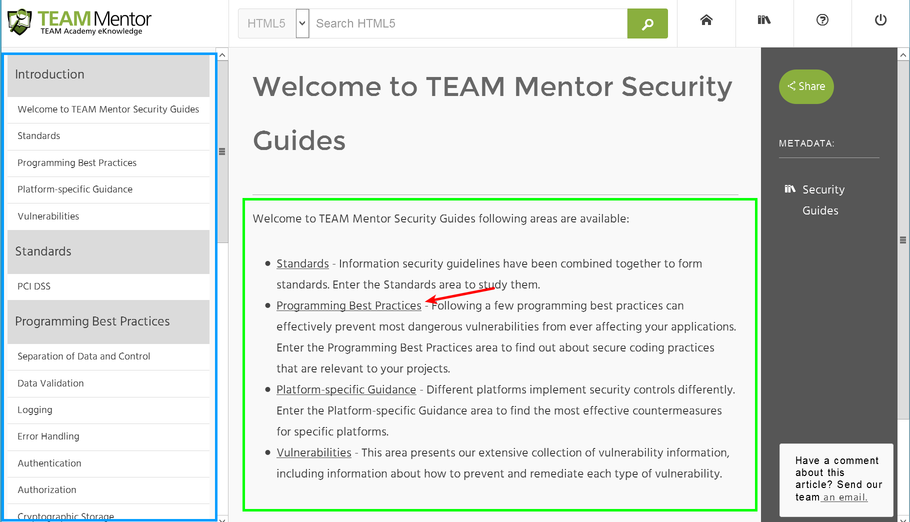 TEAM Mentor
TEAM Academy eKnowledge
HTML5
Search HTML5
Introduction
Welcome to TEAM Mentor Security Guides
Standards
Programming Best Practices
Platform-specific Guidance
Vulnerabilities
Standards
PCI DSS
Programming Best Practices
Separation of Data and Control
Data Validation
Logging
Error Handling
Authentication
Authorization
Cryptographic Storage
Welcome to TEAM Mentor Security
Guides
Welcome to TEAM Mentor Security Guides following areas are available:
Standards - Information security guidelines have been combined together to form
standards. Enter the Standards area to study them.
Programming Best Practices - Following a few programming best practices can
effectively prevent most dangerous vulnerabilities from ever affecting your applications.
Enter the Programming Best Practices area to find out about secure coding practices
that are relevant to your projects.
Platform-specific Guidance - Different platforms implement security controls differently.
Enter the Platform-specific Guidance area to find the most effective countermeasures
for specific platforms.
Vulnerabilities - This area presents our extensive collection of vulnerability information,
including information about how to prevent and remediate each type of vulnerability.
Share
METADATA:
Security
Guides
Have a comment
about this
article? Send our
team an email.